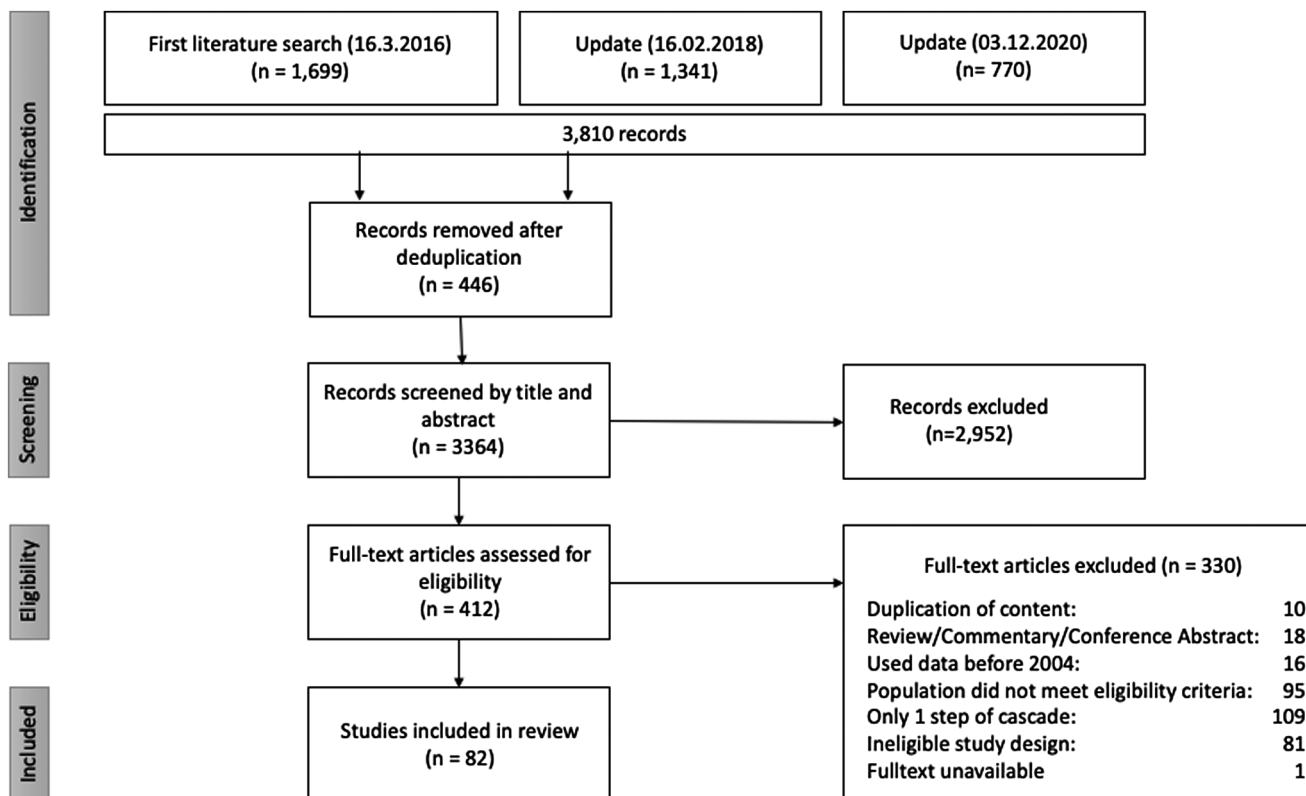 First literature search (16.3.2016)
(n = 1,699)
Update (16.02.2018)
(n = 1,341)
Update (03.12.2020)
(n= 770)
3,810 records
Identification
Records removed after
deduplication
(n = 446)
Screening
Records screened by title and
abstract
(n = 3364)
Records excluded
(n=2,952)
Eligibility
Full-text articles assessed for
eligibility
(n = 412)
Full-text articles excluded (n = 330)
Duplication of content: 10
Review/Commentary/Conference Abstract: 18
Used data before 2004: 16
Population did not meet eligibility criteria: 95
Only 1 step of cascade: 109
Ineligible study design: 81
Fulltext unavailable 1
Included
Studies included in review
(n = 82)